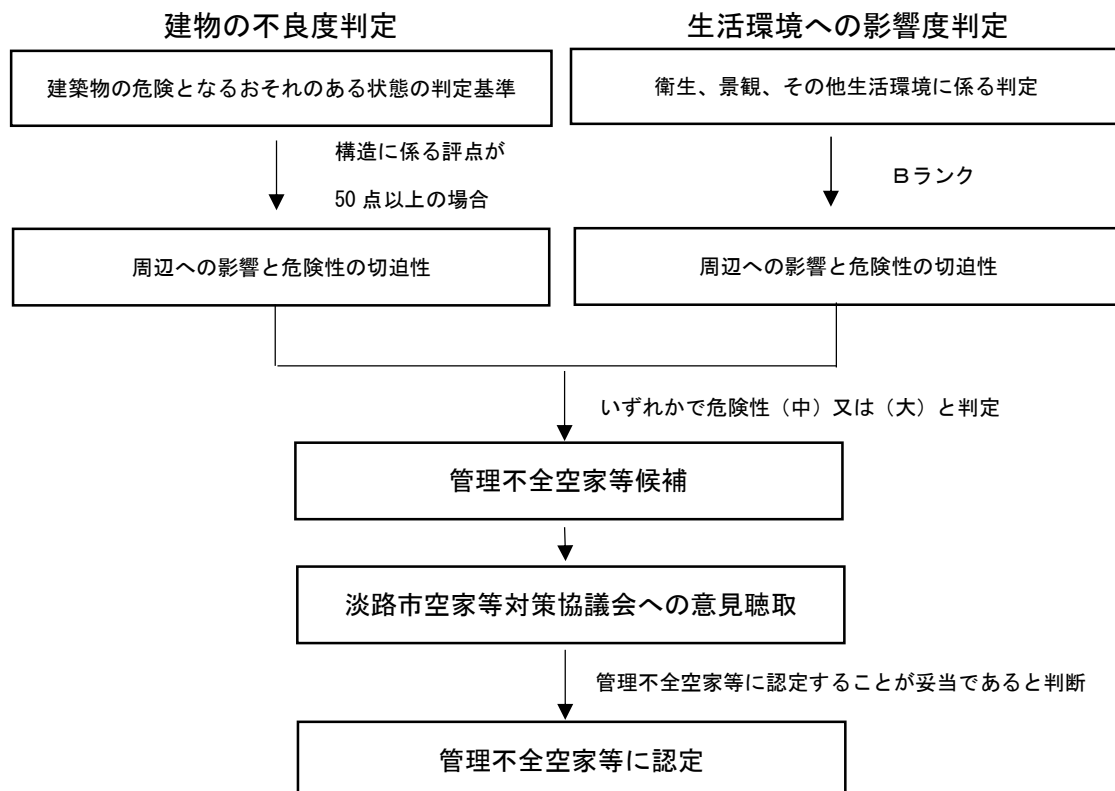 建物の不良度判定
生活環境への影響度判定
建築物の危険となるおそれのある状態の判定基準
衛生、景観、その他生活環境に係る判定
構造に係る評点が
50 点以上の場合
Ｂランク
周辺への影響と危険性の切迫性
周辺への影響と危険性の切迫性
いずれかで危険性（中）又は（大）と判定
管理不全空家等候補
淡路市空家等対策協議会への意見聴取
管理不全空家等に認定することが妥当であると判断
管理不全空家等に認定